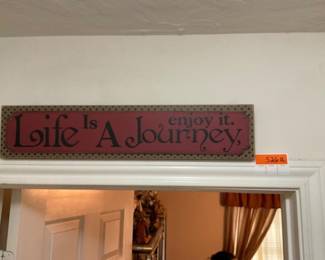 Life Is A Journey,
enjoy it.